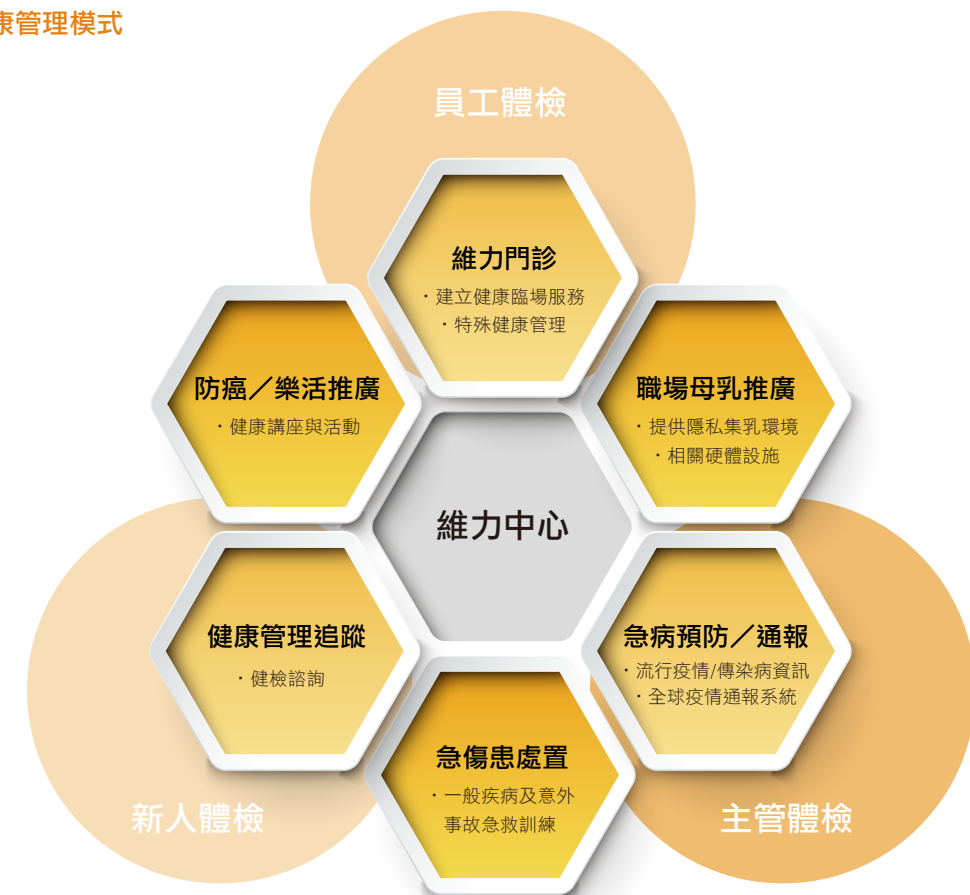 康管理模式
員工體檢
維力門診
・建立健康臨場服務
・特殊健康管理
防癌／樂活推廣
・健康講座與活動
職場母乳推廣
・提供隱私集乳環境
・相關硬體設施
維力中心
健康管理追蹤
・健檢諮詢
急病預防／通報
・流行疫情/傳染病資訊
・全球疫情通報系統
急傷患處置
・一般疾病及意外
事故急救訓練
新人體檢
主管體檢